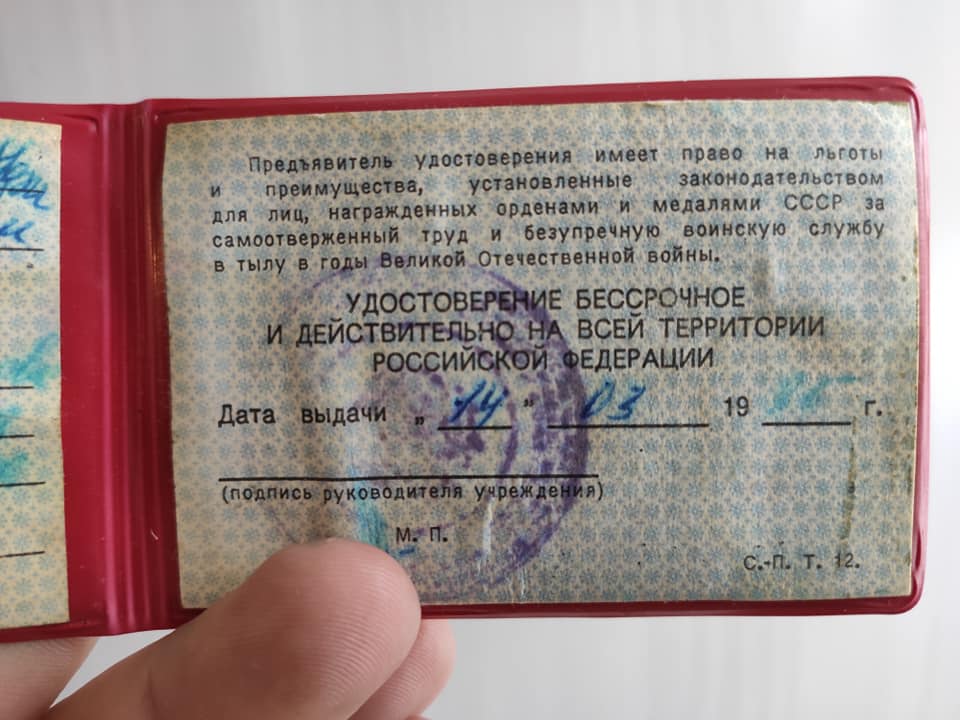 Предъявитель удостоверения имеет право на льготы
и преимущества, установленные законодательством
для лиц, награжденных орденами и медалями СССР за
самоотверженный труд и безупречную воинскую службу
в тылу в годы Великой Отечественной войны.
УДОСТОВЕРЕНИЕ БЕССРОЧНОЕ
И ДЕЙСТВИТЕЛЬНО НА ВСЕЙ ТЕРРИТОРИИ
РОССИЙСКОЙ ФЕДЕРАЦИИ
Дата выдачи „ 14 " 03 19 г.
(подпись руководителя учреждения)
М. П.
С.-П. Т. 12.